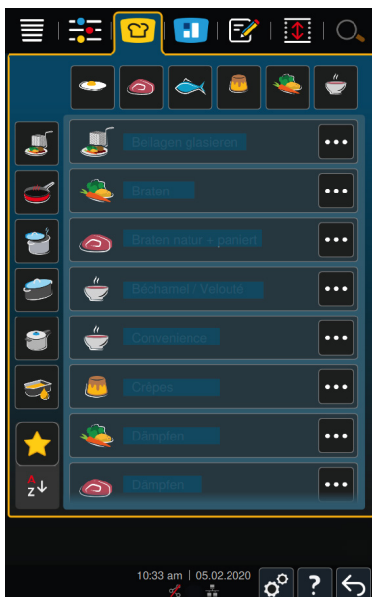 Beilagen glasieren
Braten
Braten natur + paniert
Béchamel / Velouté
Convenience
Crêpes
Dämpfen
Dämpfen
A
z
10:33 am | 05.02.2020
?